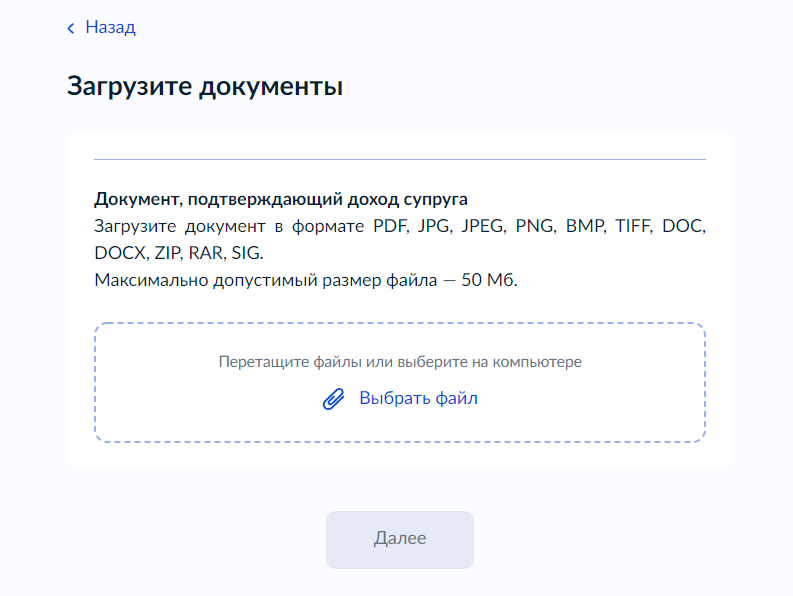 Назад
Загрузите документы
Документ, подтверждающий доход супруга
Загрузите документ в формате PDF, JPG, JPEG, PNG, BMP, TIFF, DOC,
DOCX, ZIP, RAR, SIG.
Максимально допустимый размер файла — 50 Мб.
Перетащите файлы или выберите на компьютере
Выбрать файл
Далее